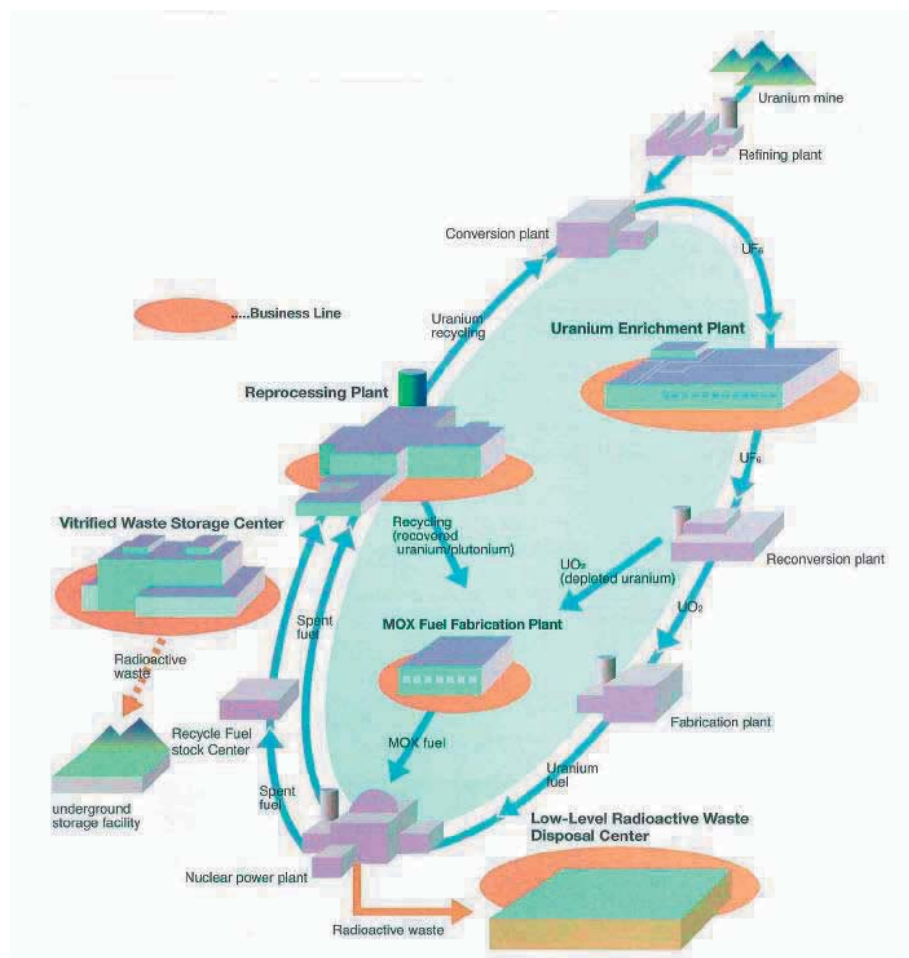 Uranium mine
Refining plant
Conversion plant
UF₆
.....Business Line
Uranium
recycling
Uranium Enrichment Plant
Reprocessing Plant
UF₆
Vitrified Waste Storage Center
Recycling
(recovered
uranium/plutonium)
Reconversion plant
UO₂
(depleted uranium)
UO₂
Spent
fuel
MOX Fuel Fabrication Plant
Radioactive
waste
Recycle Fuel
stock Center
Fabrication plant
MOX fuel
Uranium
fuel
Spent
fuel
underground
storage facility
Low-Level Radioactive Waste
Disposal Center
Nuclear power plant
Radioactive waste